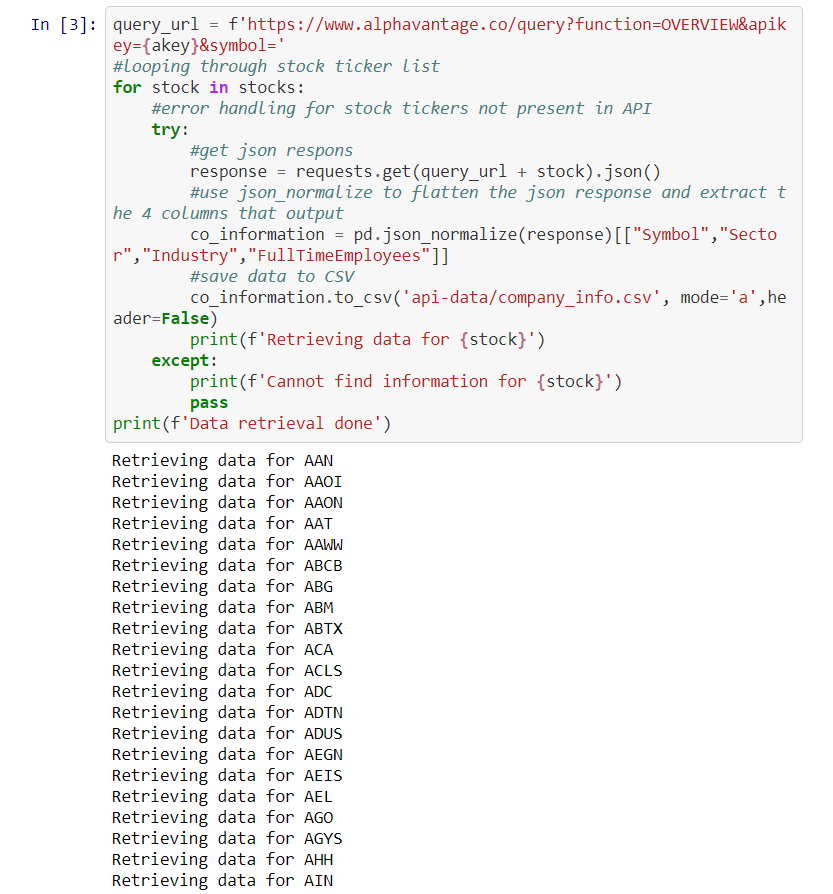 In [3]: query_url = f'https://www.alphavantage.co/query?function=OVERVIEW&apik
ey={akey}&symbol='
#looping through stock ticker list
for stock in stocks:
    #error handling for stock tickers not present in API
    try:
        #get json respons
        response = requests.get(query_url + stock).json()
        #use json_normalize to flatten the json response and extract t
he 4 columns that output
        co_information = pd.json_normalize(response)[["Symbol","Secto
r","Industry","FullTimeEmployees"]]
        #save data to CSV
        co_information.to_csv('api-data/company_info.csv', mode='a',he
ader=False)
        print(f'Retrieving data for {stock}')
    except:
        print(f'Cannot find information for {stock}')
        pass
print(f'Data retrieval done')
Retrieving data for AAN
Retrieving data for AAOI
Retrieving data for AAON
Retrieving data for AAT
Retrieving data for AAWW
Retrieving data for ABCB
Retrieving data for ABG
Retrieving data for ABM
Retrieving data for ABTX
Retrieving data for ACA
Retrieving data for ACLS
Retrieving data for ADC
Retrieving data for ADTN
Retrieving data for ADUS
Retrieving data for AEGN
Retrieving data for AEIS
Retrieving data for AEL
Retrieving data for AGO
Retrieving data for AGYS
Retrieving data for AHH
Retrieving data for AIN